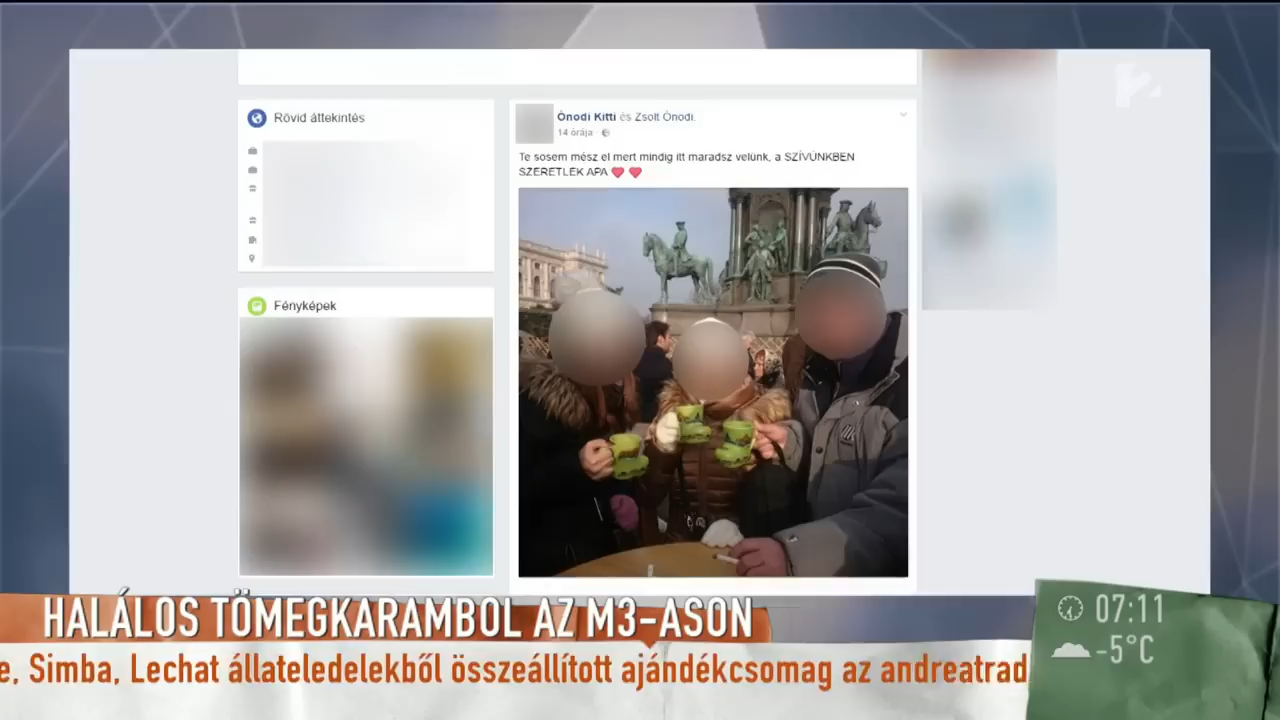 Rövid áttekintés
Fényképek
Ónodi Kitti és Zsolt Ónodi.
14 órája
Te sosem mész el mert mindig itt maradsz velünk, a SZÍVÜNKBEN
SZERETLEK APA ❤ ❤
2
HALÁLOS TÖMEGKARAMBOL AZ M3-ASON
e, Simba, Lechat állateledelekből összeállított ajándékcsomag az andreatrad
07:11
-5°C